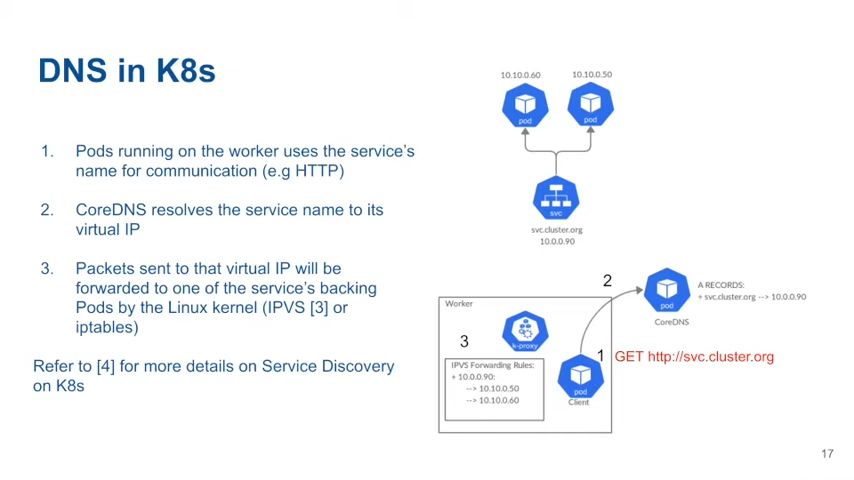 DNS in K8s
1. Pods running on the worker uses the service's
name for communication (e.g HTTP)
2. CoreDNS resolves the service name to its
virtual IP
3. Packets sent to that virtual IP will be
forwarded to one of the service's backing
Pods by the Linux kernel (IPVS [3] or
iptables)
Refer to [4] for more details on Service Discovery
on K8s
10.10.0.60
10.10.0.50
pod
pod
svc
svc.cluster.org
10.0.0.90
2
pod
CoreDNS
A RECORDS:
+ svc.cluster.org --> 10.0.0.90
Worker
k-proxy
3
IPVS Forwarding Rules:
+ 10.0.0.90:
--> 10.10.0.50
--> 10.10.0.60
1
GET http://svc.cluster.org
pod
Client
17